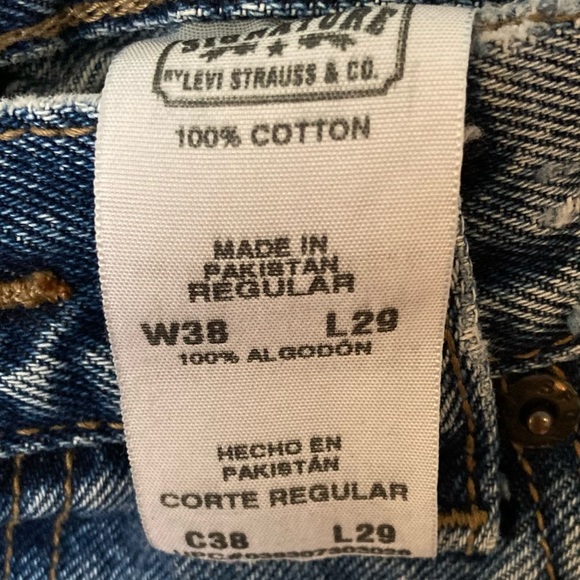 SIGNATURE
BY LEVI STRAUSS & CO.
100% COTTON
MADE IN
PAKISTAN
REGULAR
W38 L29
100% ALGODÓN
HECHO EN
PAKISTÁN
CORTE REGULAR
C38 L29